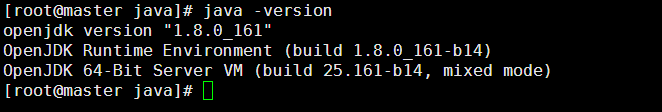 [root@master java]# java -version
openjdk version "1.8.0_161"
OpenJDK Runtime Environment (build 1.8.0_161-b14)
OpenJDK 64-Bit Server VM (build 25.161-b14, mixed mode)
[root@master java]#